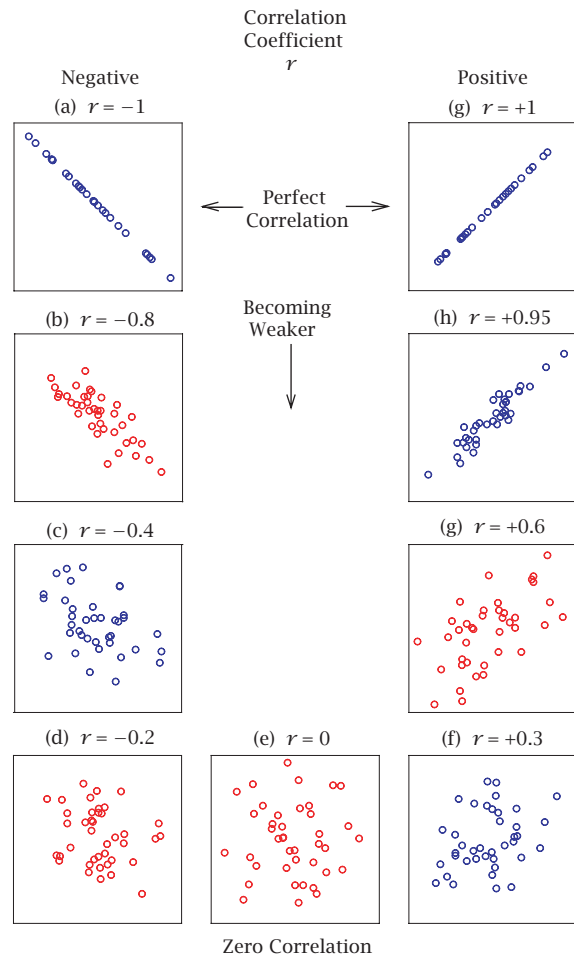 Correlation
Coefficient
r
Negative
Positive
(a) r = −1
(g) r = +1
Perfect
Correlation
(b) r = −0.8
Becoming
Weaker
(h) r = +0.95
(c) r = −0.4
(g) r = +0.6
(d) r = −0.2
(e) r = 0
(f) r = +0.3
Zero Correlation